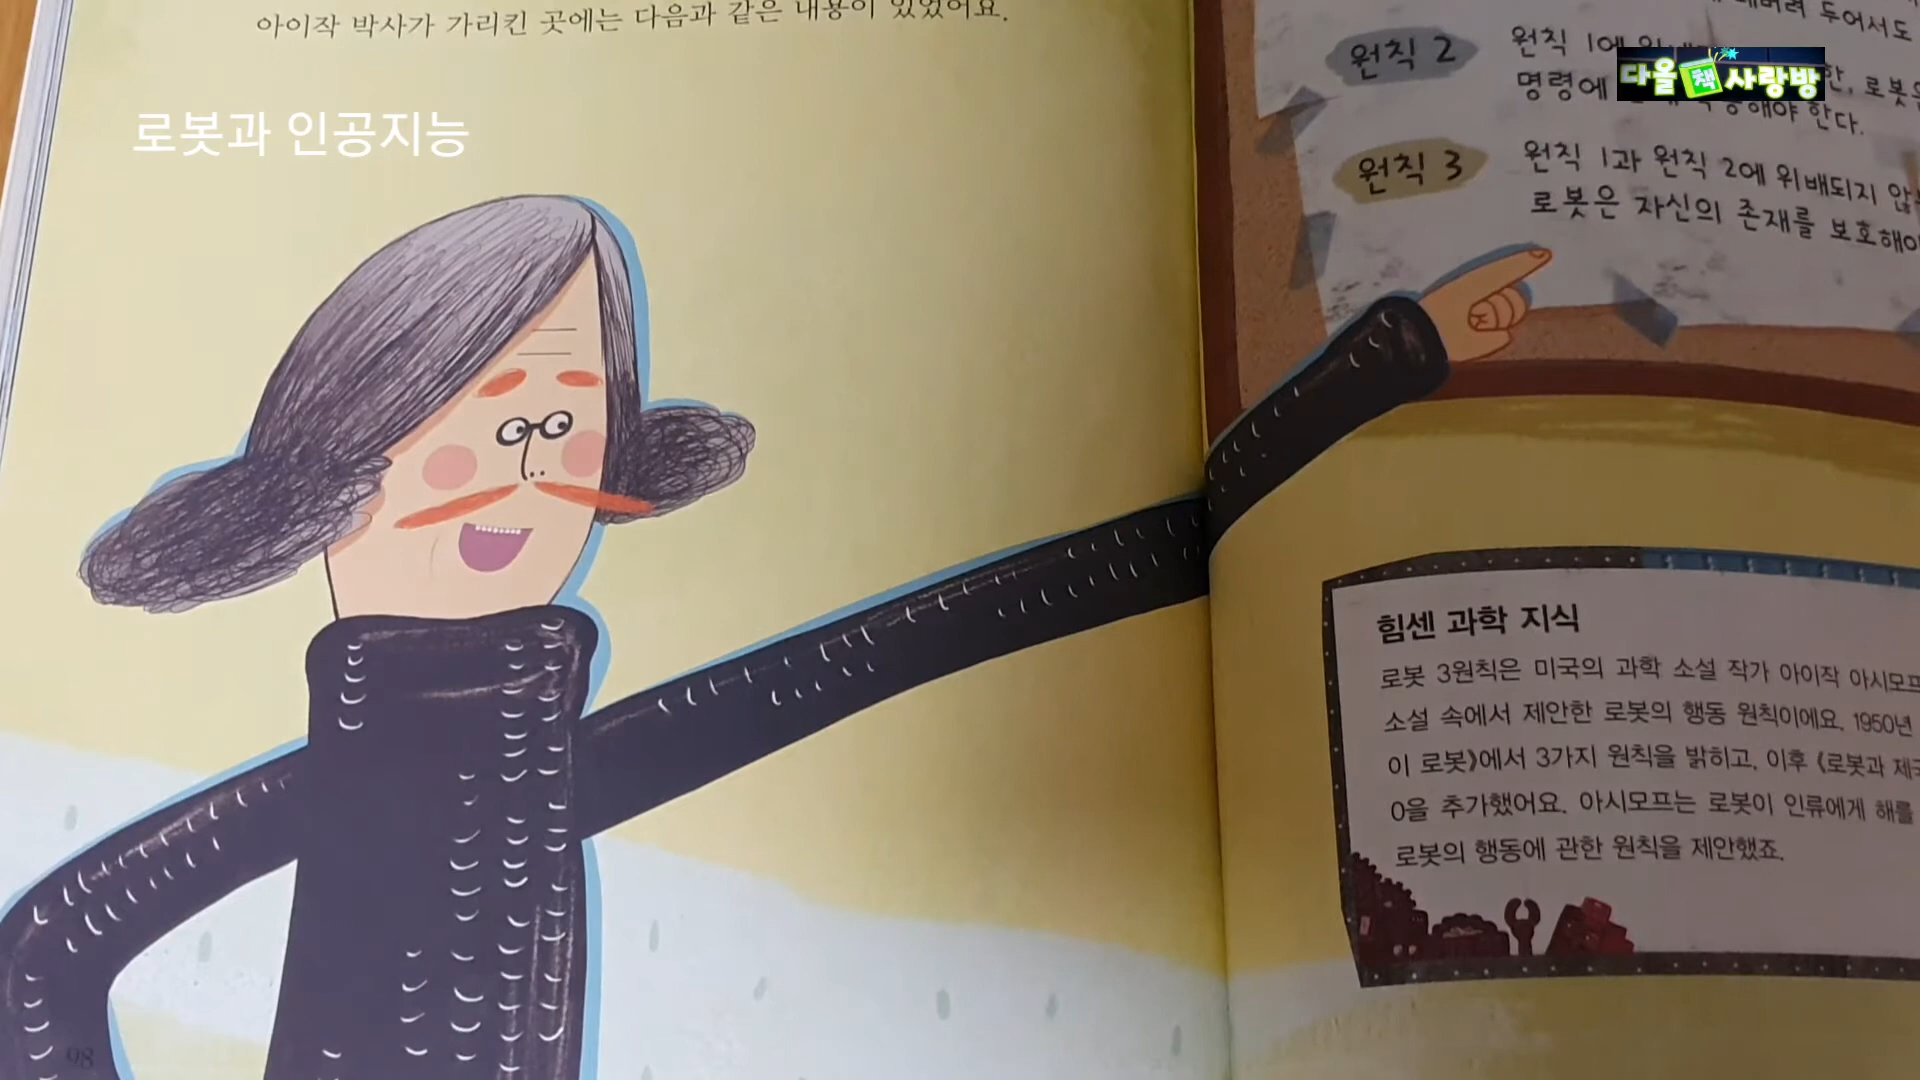 아이작 박사가 가리킨 곳에는 다음과 같은 내용이 있었어요.
로봇과 인공지능
98
두어서도
원칙 2
원칙 1에
명령에
한다.
원칙 3
원칙 1과 원칙 2에 위배되지
로봇은 자신의 존재를 보호해야
다올 책 사랑방
힘센 과학 지식
로봇 3원칙은 미국의 과학 소설 작가 아이작 아시모프
소설 속에서 제안한 로봇의 행동 원칙이에요. 1950년
이 로봇》에서 3가지 원칙을 밝히고, 이후 《로봇과
0을 추가했어요. 아시모프는 로봇이 인류에게 해를
로봇의 행동에 관한 원칙을 제안했죠.